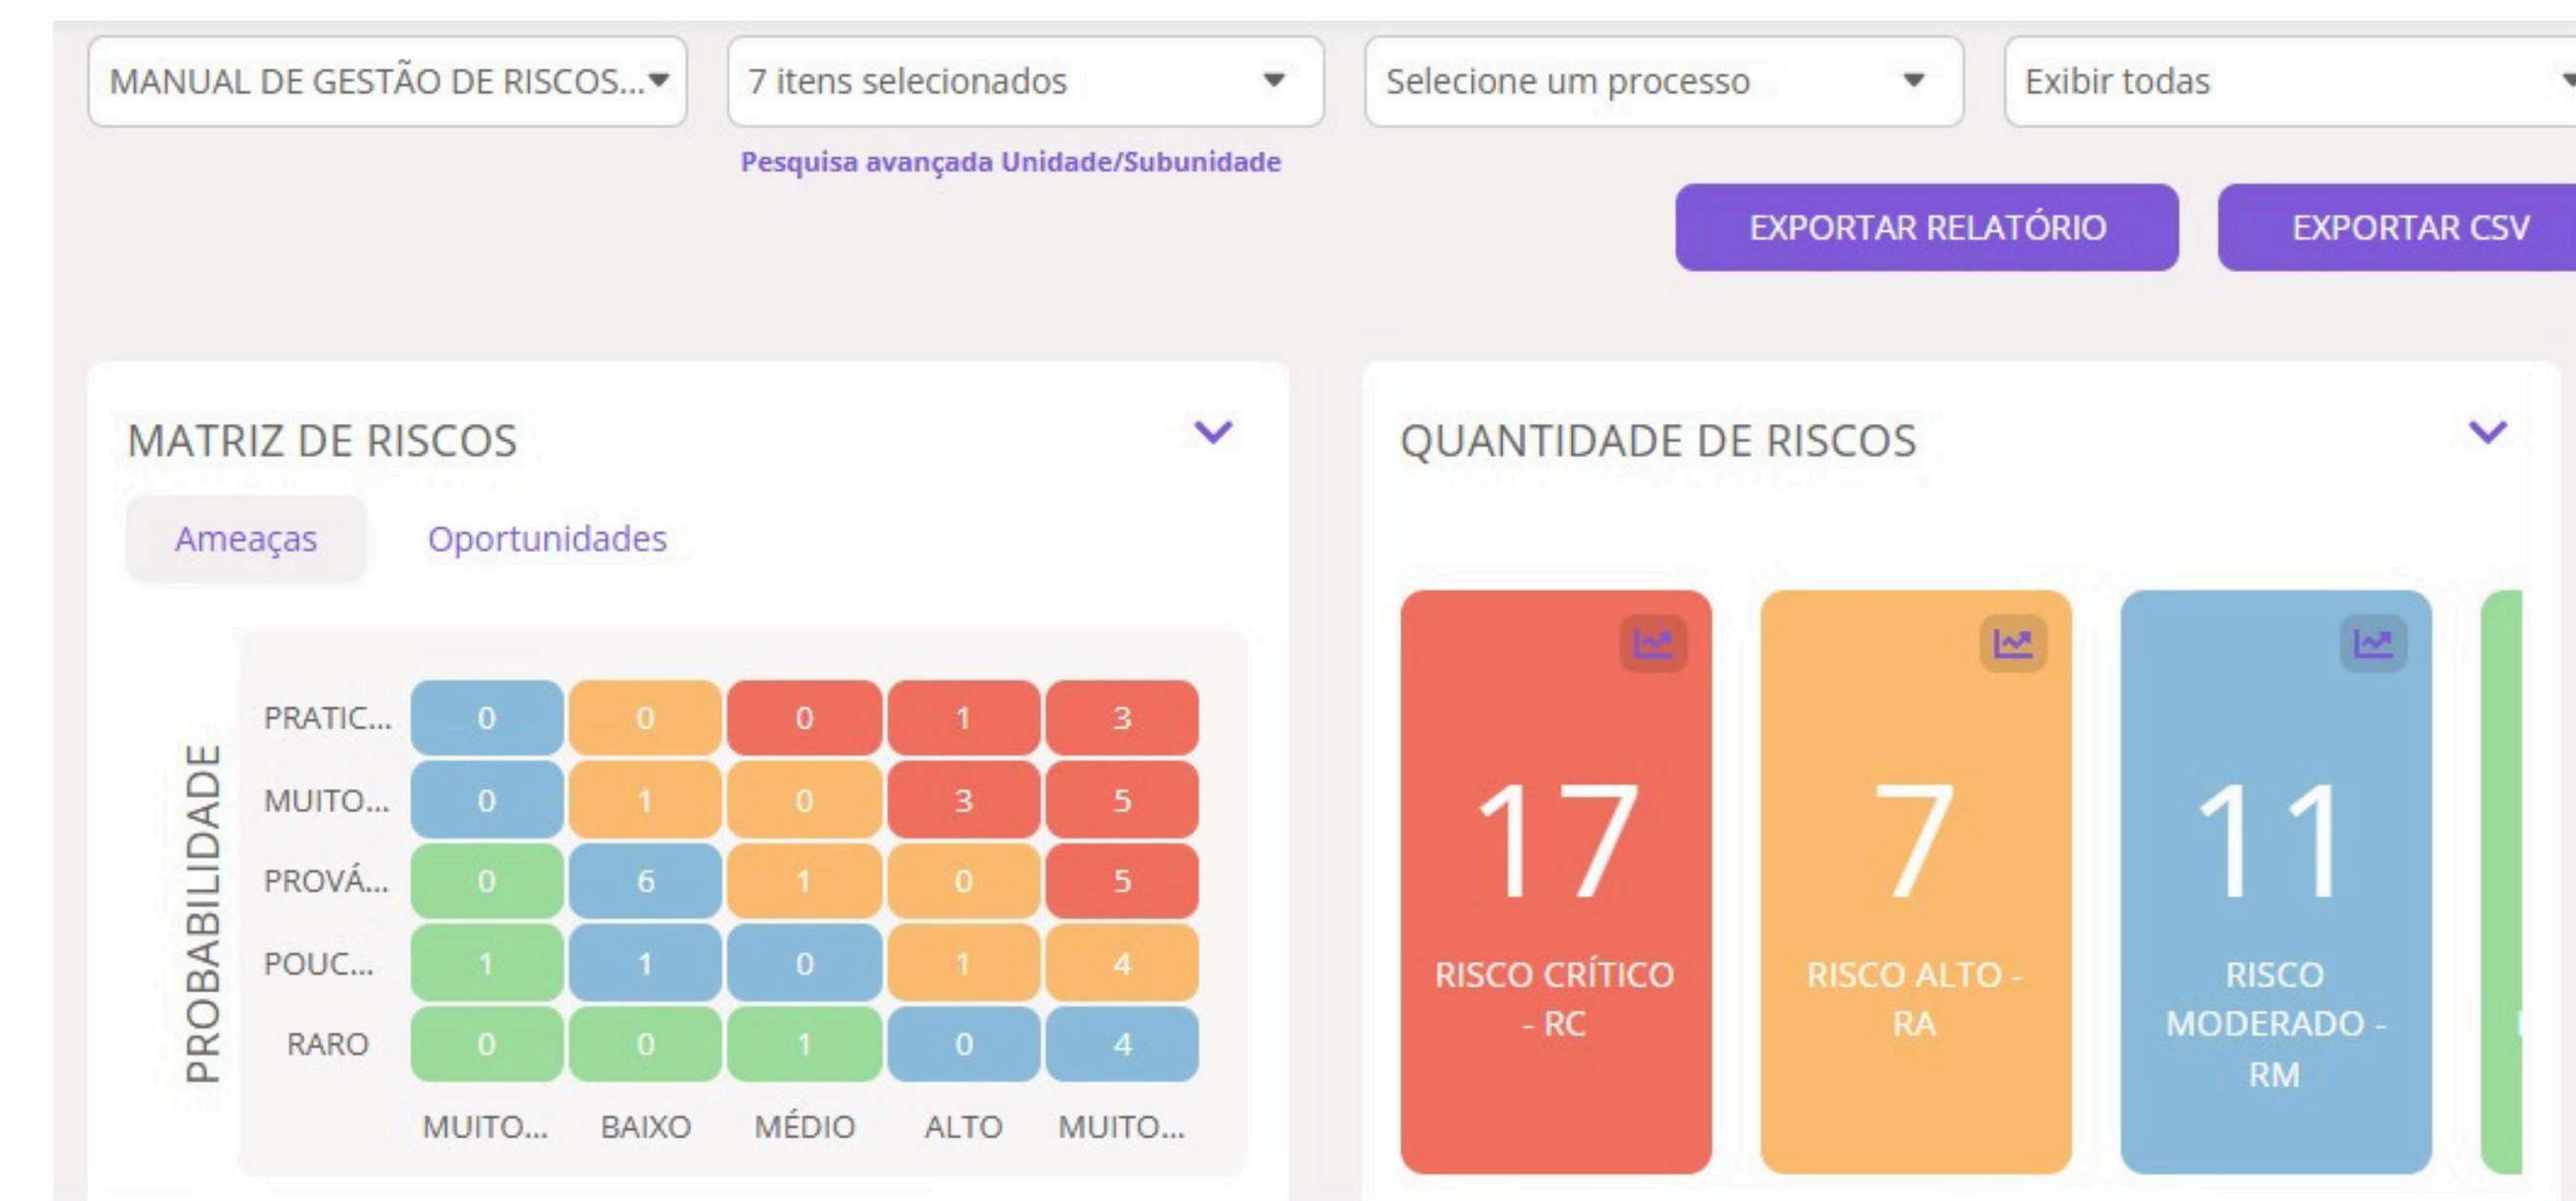 MANUAL DE GESTÃO DE RISCOS...
7 itens selecionados
Selecione um processo
Exibir todas
Pesquisa avançada Unidade/Subunidade
EXPORTAR RELATÓRIO
EXPORTAR CSV
MATRIZ DE RISCOS
Ameaças
Oportunidades
PROBABILIDADE
PRATIC... 0 0 0 1 3
MUITO... 0 1 0 3 5
PROVÁ... 0 6 1 0 5
POUC... 1 1 0 1 4
RARO 0 0 1 0 4
MUITO... BAIXO MÉDIO ALTO MUITO...
QUANTIDADE DE RISCOS
17
RISCO CRÍTICO
- RC
7
RISCO ALTO -
RA
11
RISCO
MODERADO -
RM